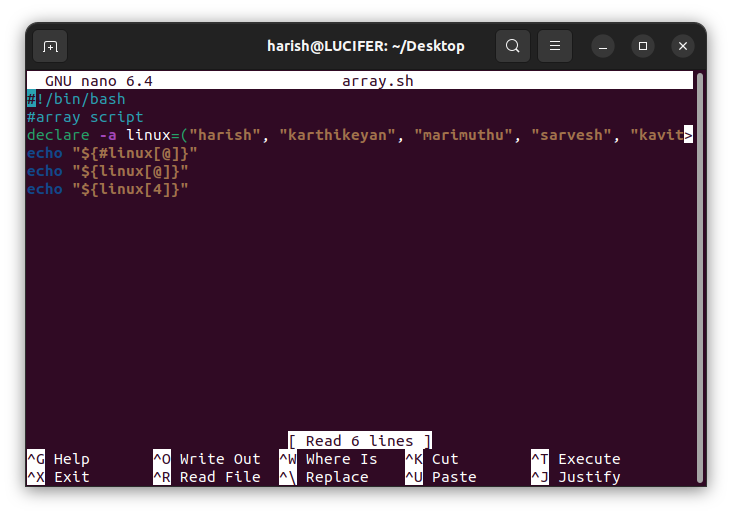 harish@LUCIFER: ~/Desktop
GNU nano 6.4 array.sh
#!/bin/bash
#array script
declare -a linux=("harish", "karthikeyan", "marimuthu", "sarvesh", "kavit>
echo "${#linux[@]}"
echo "${linux[@]}"
echo "${linux[4]}"
[ Read 6 lines ]
^G Help ^O Write Out ^W Where Is ^K Cut ^T Execute
^X Exit ^R Read File ^\ Replace ^U Paste ^J Justify